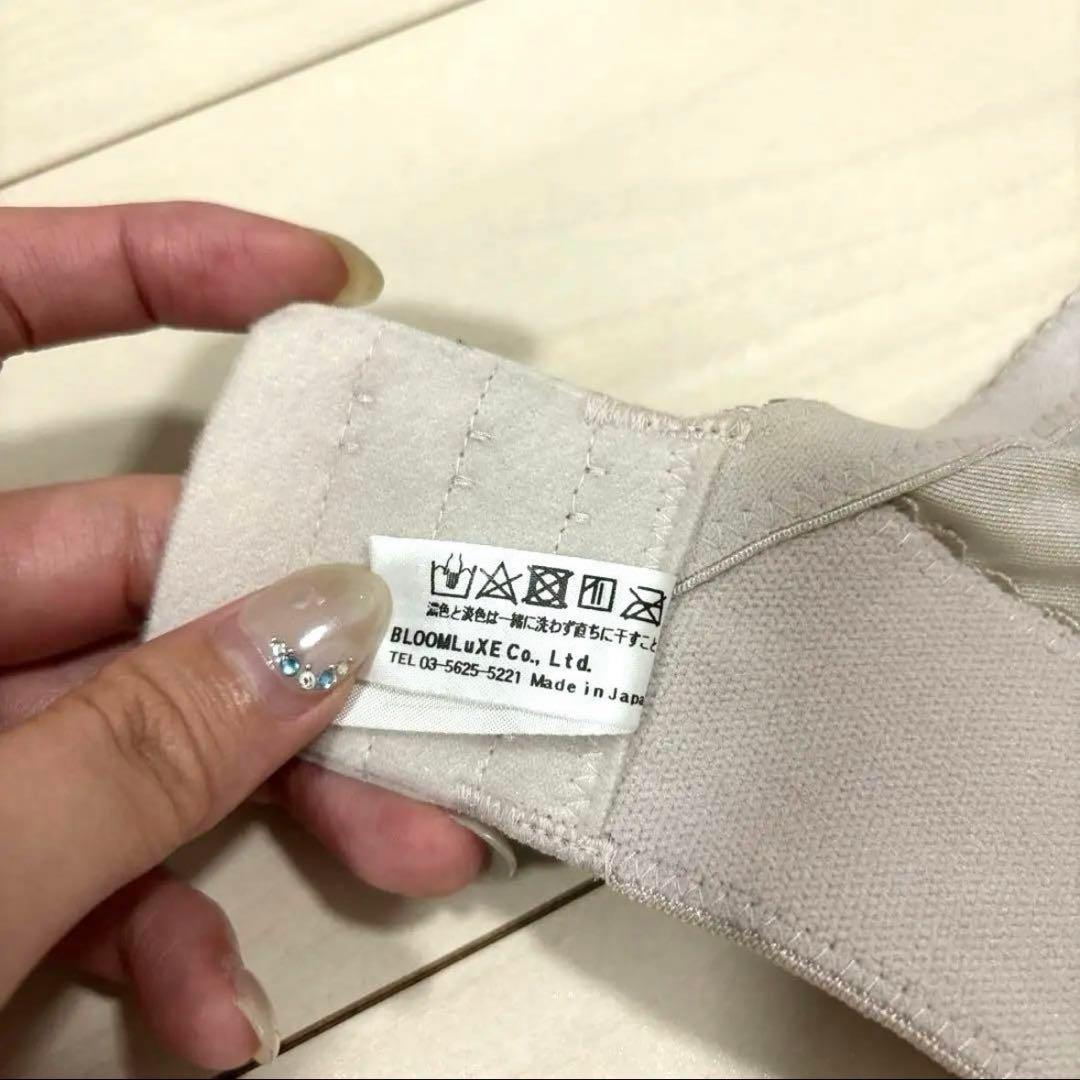 濃色と淡色は一緒に洗わず直ちに干すこと
BLOOMLuXE Co., Ltd.
TEL 03-5625-5221 Made in Japa